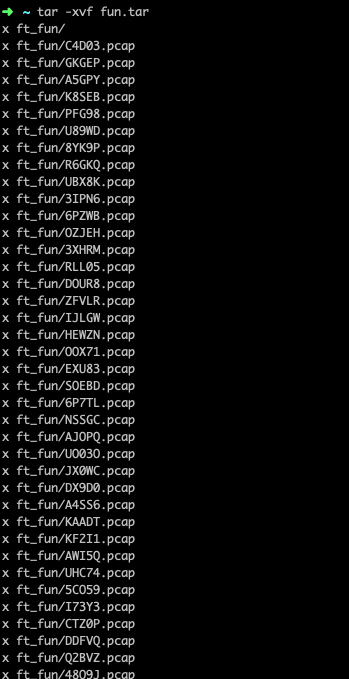 ➜ ~ tar -xvf fun.tar
x ft_fun/
x ft_fun/C4D03.pcap
x ft_fun/GKGEP.pcap
x ft_fun/A5GPY.pcap
x ft_fun/K8SEB.pcap
x ft_fun/PFG98.pcap
x ft_fun/U89WD.pcap
x ft_fun/8YK9P.pcap
x ft_fun/R6GKQ.pcap
x ft_fun/UBX8K.pcap
x ft_fun/3IPN6.pcap
x ft_fun/6PZWB.pcap
x ft_fun/OZJEH.pcap
x ft_fun/3XHRM.pcap
x ft_fun/RLL05.pcap
x ft_fun/DOUR8.pcap
x ft_fun/ZFVLR.pcap
x ft_fun/IJLGW.pcap
x ft_fun/HEWZN.pcap
x ft_fun/OOX71.pcap
x ft_fun/EXU83.pcap
x ft_fun/SOEBD.pcap
x ft_fun/6P7TL.pcap
x ft_fun/NSSGC.pcap
x ft_fun/AJOPQ.pcap
x ft_fun/UO03O.pcap
x ft_fun/JX0WC.pcap
x ft_fun/DX9D0.pcap
x ft_fun/A4SS6.pcap
x ft_fun/KAADT.pcap
x ft_fun/KF2I1.pcap
x ft_fun/AWI5Q.pcap
x ft_fun/UHC74.pcap
x ft_fun/5CO59.pcap
x ft_fun/I73Y3.pcap
x ft_fun/CTZ0P.pcap
x ft_fun/DDFVQ.pcap
x ft_fun/Q2BVZ.pcap
x ft_fun/48O9J.pcap